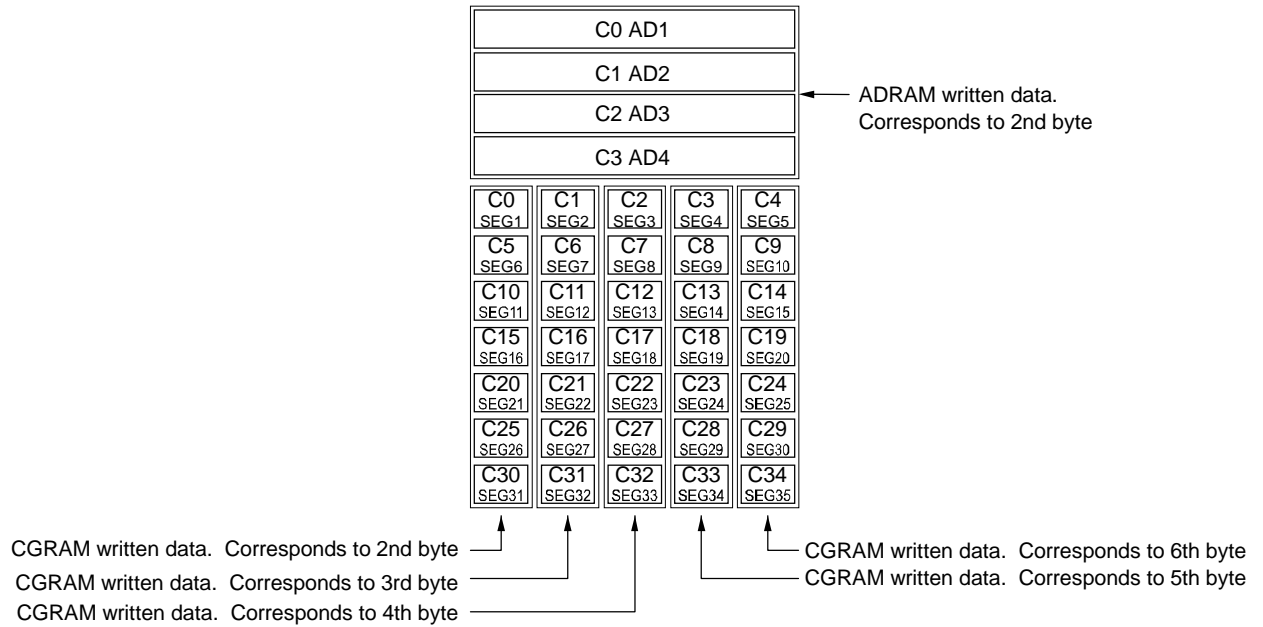 C0 AD1
C1 AD2
C2 AD3
C3 AD4
ADRAM written data.
Corresponds to 2nd byte
C0 C1 C2 C3 C4
SEG1 SEG2 SEG3 SEG4 SEG5
C5 C6 C7 C8 C9
SEG6 SEG7 SEG8 SEG9 SEG10
C10 C11 C12 C13 C14
SEG11 SEG12 SEG13 SEG14 SEG15
C15 C16 C17 C18 C19
SEG16 SEG17 SEG18 SEG19 SEG20
C20 C21 C22 C23 C24
SEG21 SEG22 SEG23 SEG24 SEG25
C25 C26 C27 C28 C29
SEG26 SEG27 SEG28 SEG29 SEG30
C30 C31 C32 C33 C34
SEG31 SEG32 SEG33 SEG34 SEG35
CGRAM written data. Corresponds to 2nd byte
CGRAM written data. Corresponds to 3rd byte
CGRAM written data. Corresponds to 4th byte
CGRAM written data. Corresponds to 6th byte
CGRAM written data. Corresponds to 5th byte